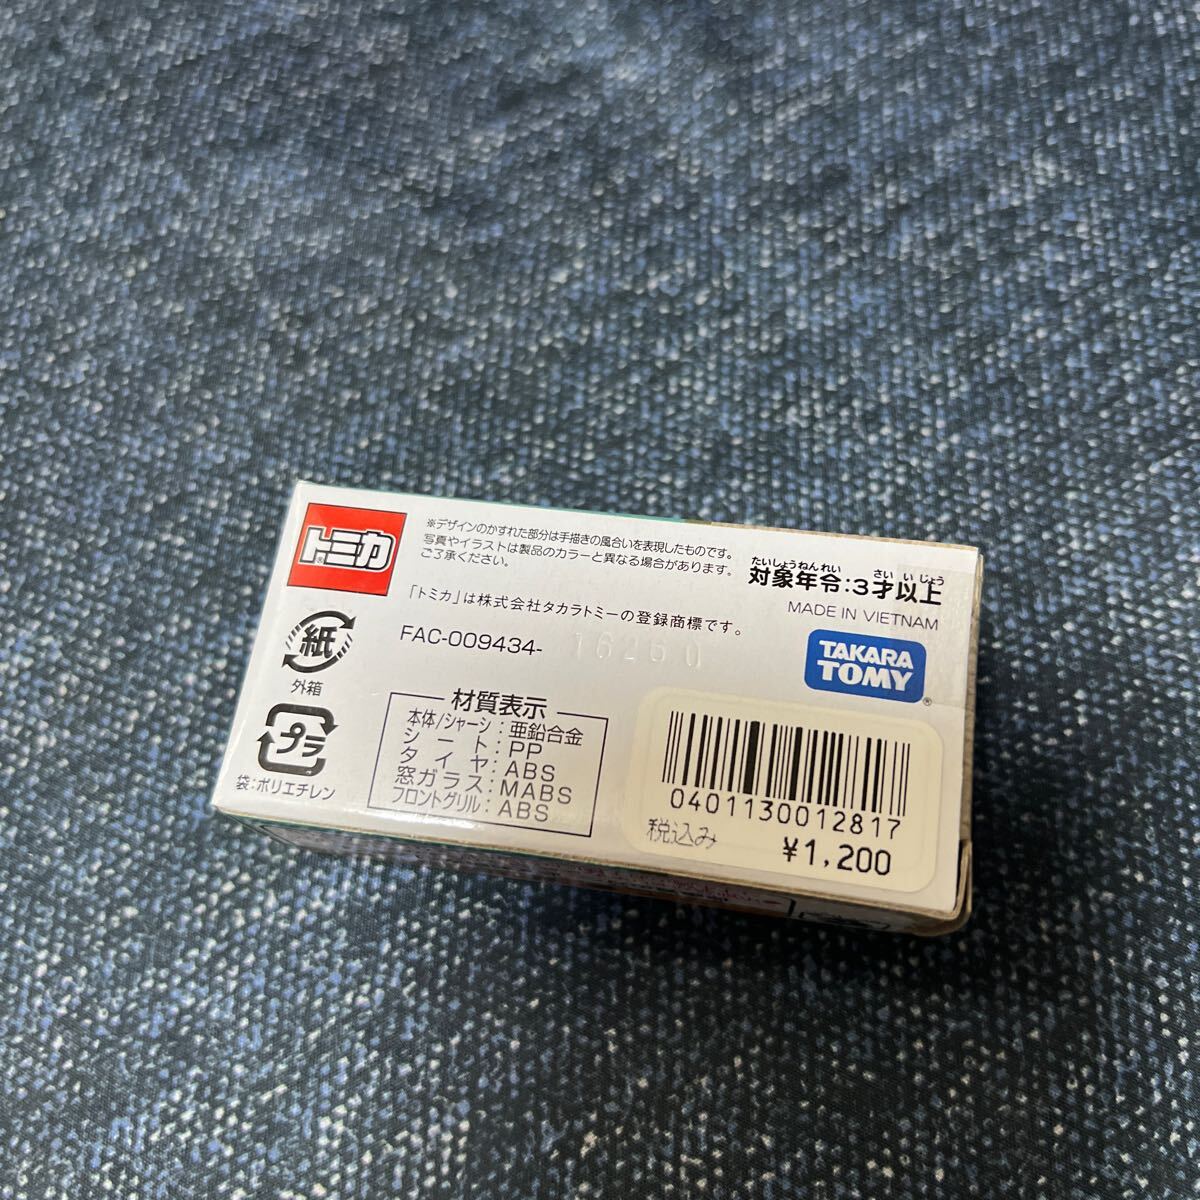 トミカ
※デザインのかすれた部分は手描きの風合いを表現したものです。
写真やイラストは製品のカラーと異なる場合があります。
ご了承ください。
たいしょうねんれい さいいじょう
対象年令:3才以上
MADE IN VIETNAM
「トミカ」は株式会社タカラトミーの登録商標です。
FAC-009434- 16250
TAKARA
TOMY
紙
外箱
プラ
袋:ポリエチレン
材質表示
本体/シャーシ:亜鉛合金
シート:PP
タイヤ:ABS
窓ガラス:MABS
フロントグリル:ABS
0401130012817
税込み
¥1,200